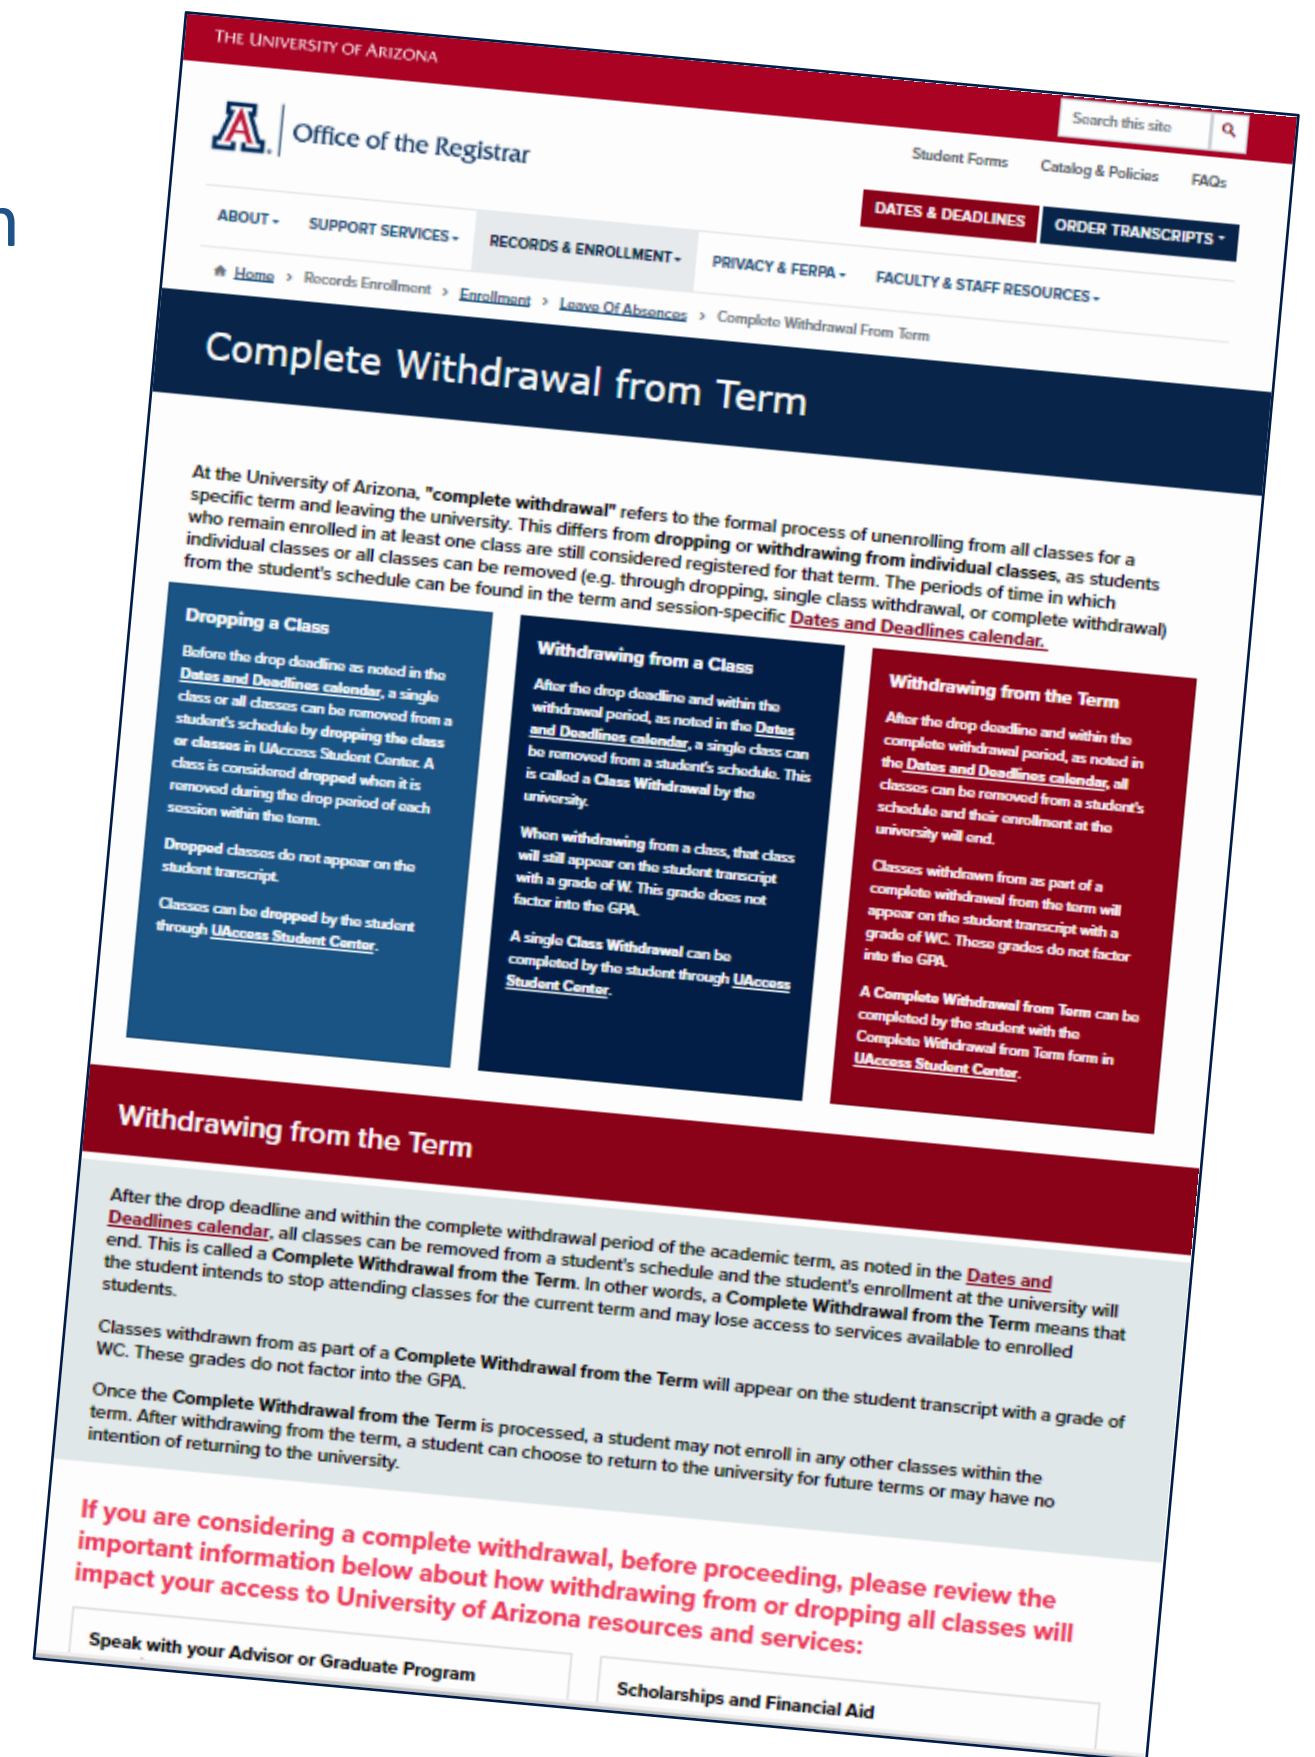 n
THE UNIVERSITY OF ARIZONA
Search this site
A. Office of the Registrar
Student Forms Catalog & Policies FAQs
DATES & DEADLINES ORDER TRANSCRIPTS
ABOUT SUPPORT SERVICES RECORDS & ENROLLMENT PRIVACY & FERPA FACULTY & STAFF RESOURCES
Home > Records Enrollment > Enrollment > Leave Of Absences > Complete Withdrawal From Term
Complete Withdrawal from Term
At the University of Arizona, "complete withdrawal" refers to the formal process of unenrolling from all classes for a
specific term and leaving the university. This differs from dropping or withdrawing from individual classes, as students
who remain enrolled in at least one class are still considered registered for that term. The periods of time in which
individual classes or all classes can be removed (e.g. through dropping, single class withdrawal, or complete withdrawal)
from the student's schedule can be found in the term and session-specific Dates and Deadlines calendar.
Dropping a Class
Before the drop deadline as noted in the
Dates and Deadlines calendar, a single
class or all classes can be removed from a
student's schedule by dropping the class
or classes in UAccess Student Center. A
class is considered dropped when it is
removed during the drop period of each
session within the term.
Dropped classes do not appear on the
student transcript.
Classes can be dropped by the student
through UAccess Student Center.
Withdrawing from a Class
After the drop deadline and within the
withdrawal period, as noted in the Dates
and Deadlines calendar, a single class can
be removed from a student's schedule. This
is called a Class Withdrawal by the
university.
When withdrawing from a class, that class
will still appear on the student transcript
with a grade of W. This grade does not
factor into the GPA.
A single Class Withdrawal can be
completed by the student through UAccess
Student Center.
Withdrawing from the Term
After the drop deadline and within the
complete withdrawal period, as noted in
the Dates and Deadlines calendar, all
classes can be removed from a student's
schedule and their enrollment at the
university will end.
Classes withdrawn from as part of a
complete withdrawal from the term will
appear on the student transcript with a
grade of WC. These grades do not factor
into the GPA.
A Complete Withdrawal from Term can be
completed by the student with the
Complete Withdrawal from Term form in
UAccess Student Center.
Withdrawing from the Term
After the drop deadline and within the complete withdrawal period of the academic term, as noted in the Dates and
Deadlines calendar, all classes can be removed from a student's schedule and the student's enrollment at the university will
end. This is called a Complete Withdrawal from the Term. In other words, a Complete Withdrawal from the Term means that
the student intends to stop attending classes for the current term and may lose access to services available to enrolled
students.
Classes withdrawn from as part of a Complete Withdrawal from the Term will appear on the student transcript with a grade of
WC. These grades do not factor into the GPA.
Once the Complete Withdrawal from the Term is processed, a student may not enroll in any other classes within the
term. After withdrawing from the term, a student can choose to return to the university for future terms or may have no
intention of returning to the university.
If you are considering a complete withdrawal, before proceeding, please review the
important information below about how withdrawing from or dropping all classes will
impact your access to University of Arizona resources and services:
Speak with your Advisor or Graduate Program
Scholarships and Financial Aid